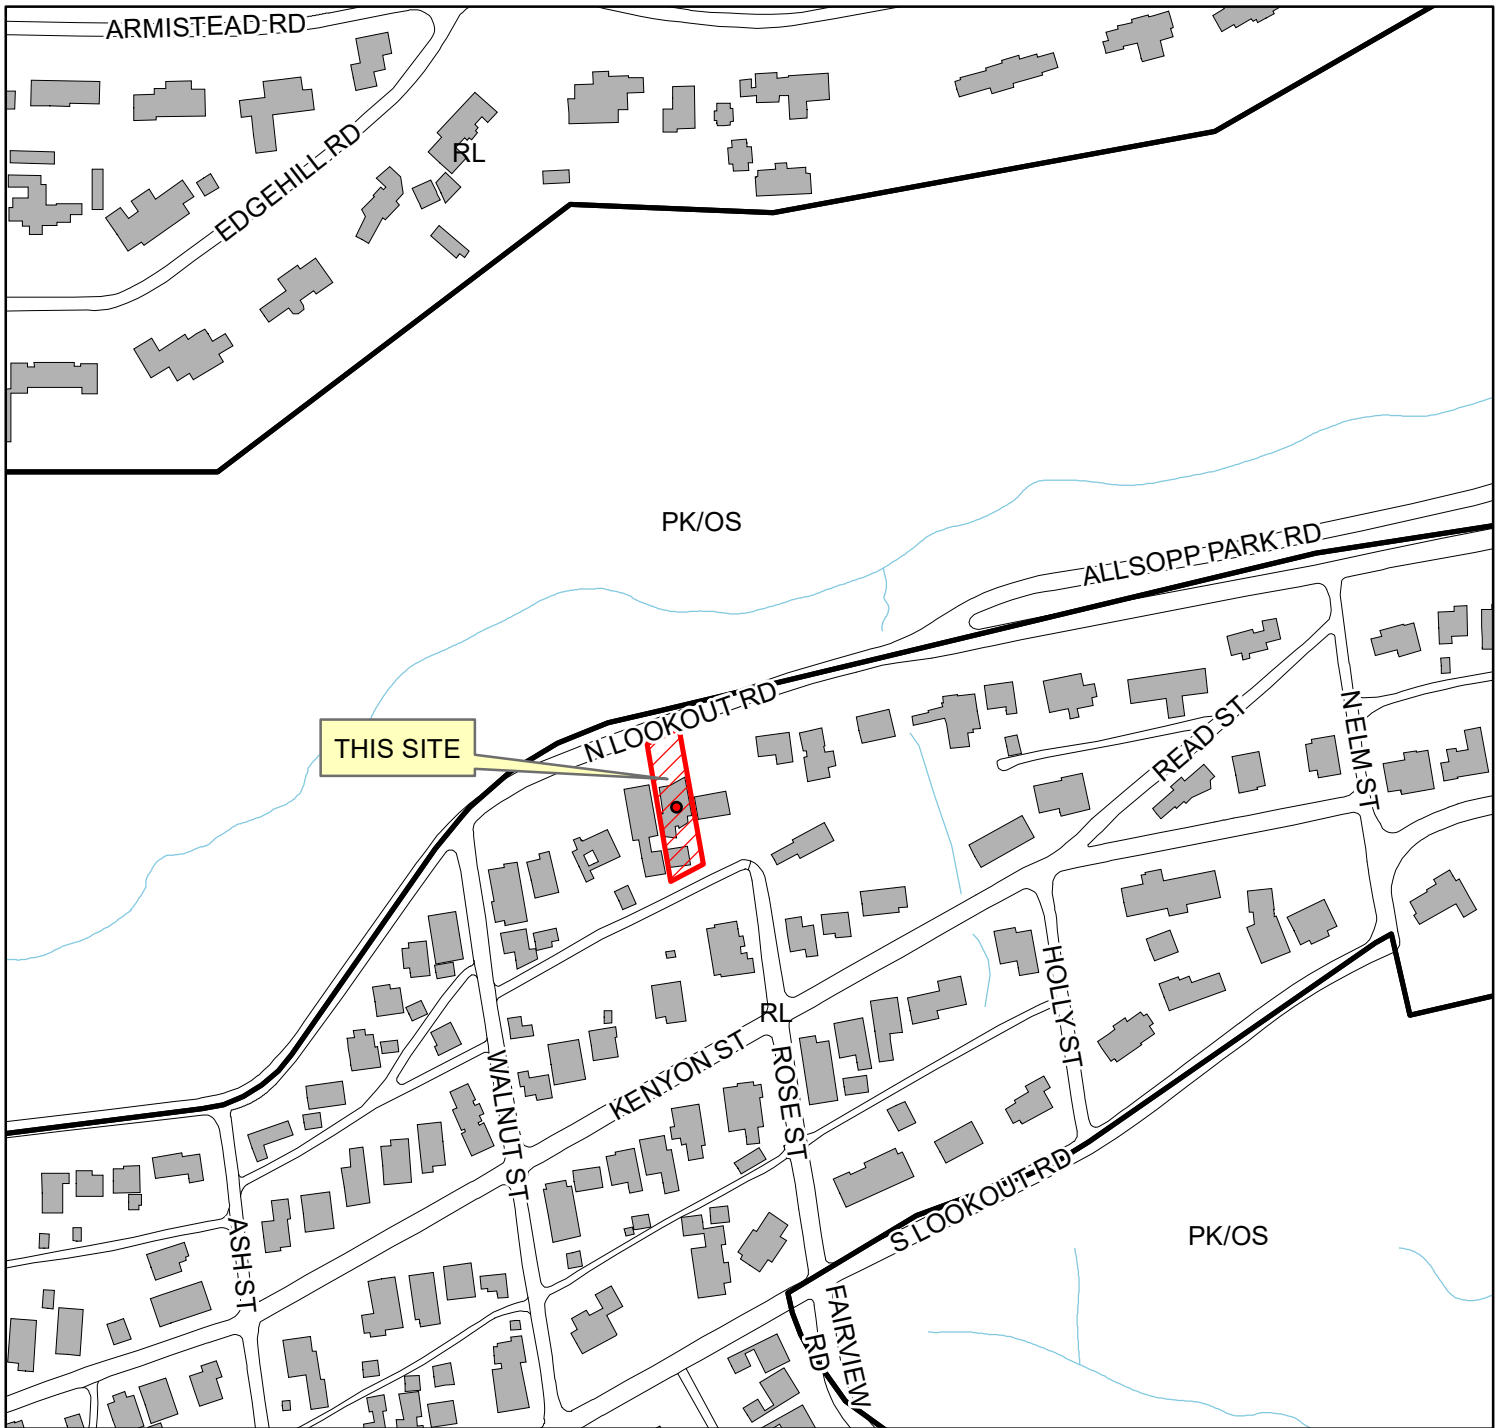 ARMISTEAD RD
EDGEHILL RD
RL
PK/OS
ALLSOPP PARK RD
N LOOKOUT RD
THIS SITE
READ ST
N ELM ST
HOLLY ST
RL
KENYON ST
ROSE ST
WALNUT ST
S LOOKOUT RD
ASH ST
PK/OS
FAIRVIEW
RD